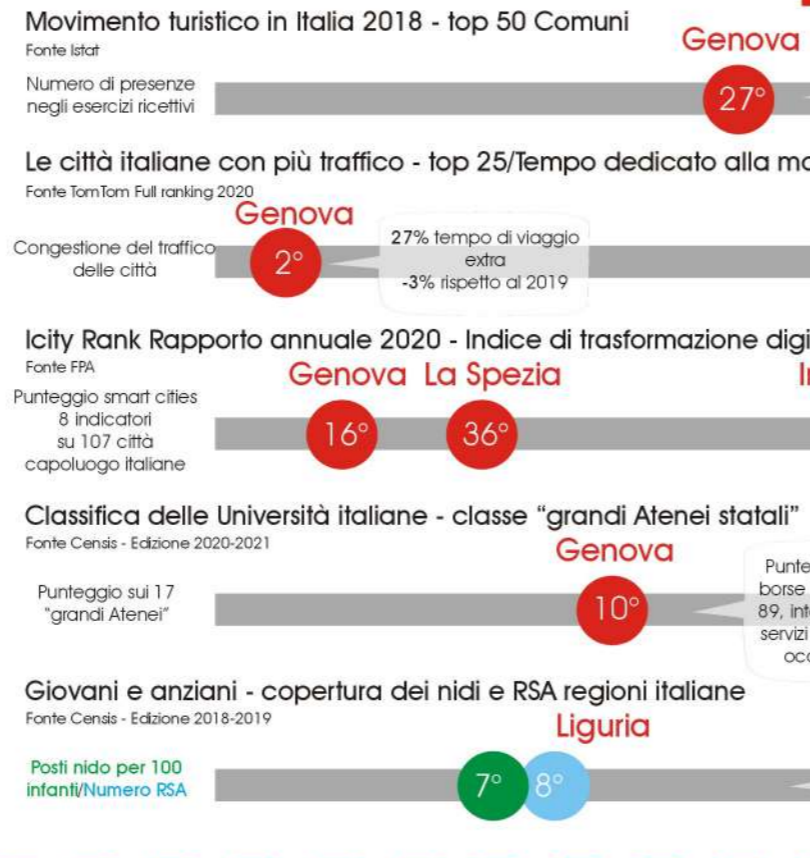 Movimento turistico in Italia 2018 - top 50 Comuni
Fonte Istat
Genova
Numero di presenze
negli esercizi ricettivi
27°
Le città italiane con più traffico - top 25/Tempo dedicato alla mo
Fonte TomTom Full ranking 2020
Genova
Congestione del traffico
delle città
2°
27% tempo di viaggio
extra
-3% rispetto al 2019
Icity Rank Rapporto annuale 2020 - Indice di trasformazione digi
Fonte FPA
Genova La Spezia
Punteggio smart cities
8 indicatori
su 107 città
capoluogo italiane
16° 36°
Classifica delle Università italiane - classe “grandi Atenei statali”
Fonte Censis - Edizione 2020-2021
Genova
Punteggio sui 17
“grandi Atenei”
10°
Punte
borse
89, int
servizi
occ
Giovani e anziani - copertura dei nidi e RSA regioni italiane
Fonte Censis - Edizione 2018-2019
Liguria
Posti nido per 100
infanti/Numero RSA
7° 8°